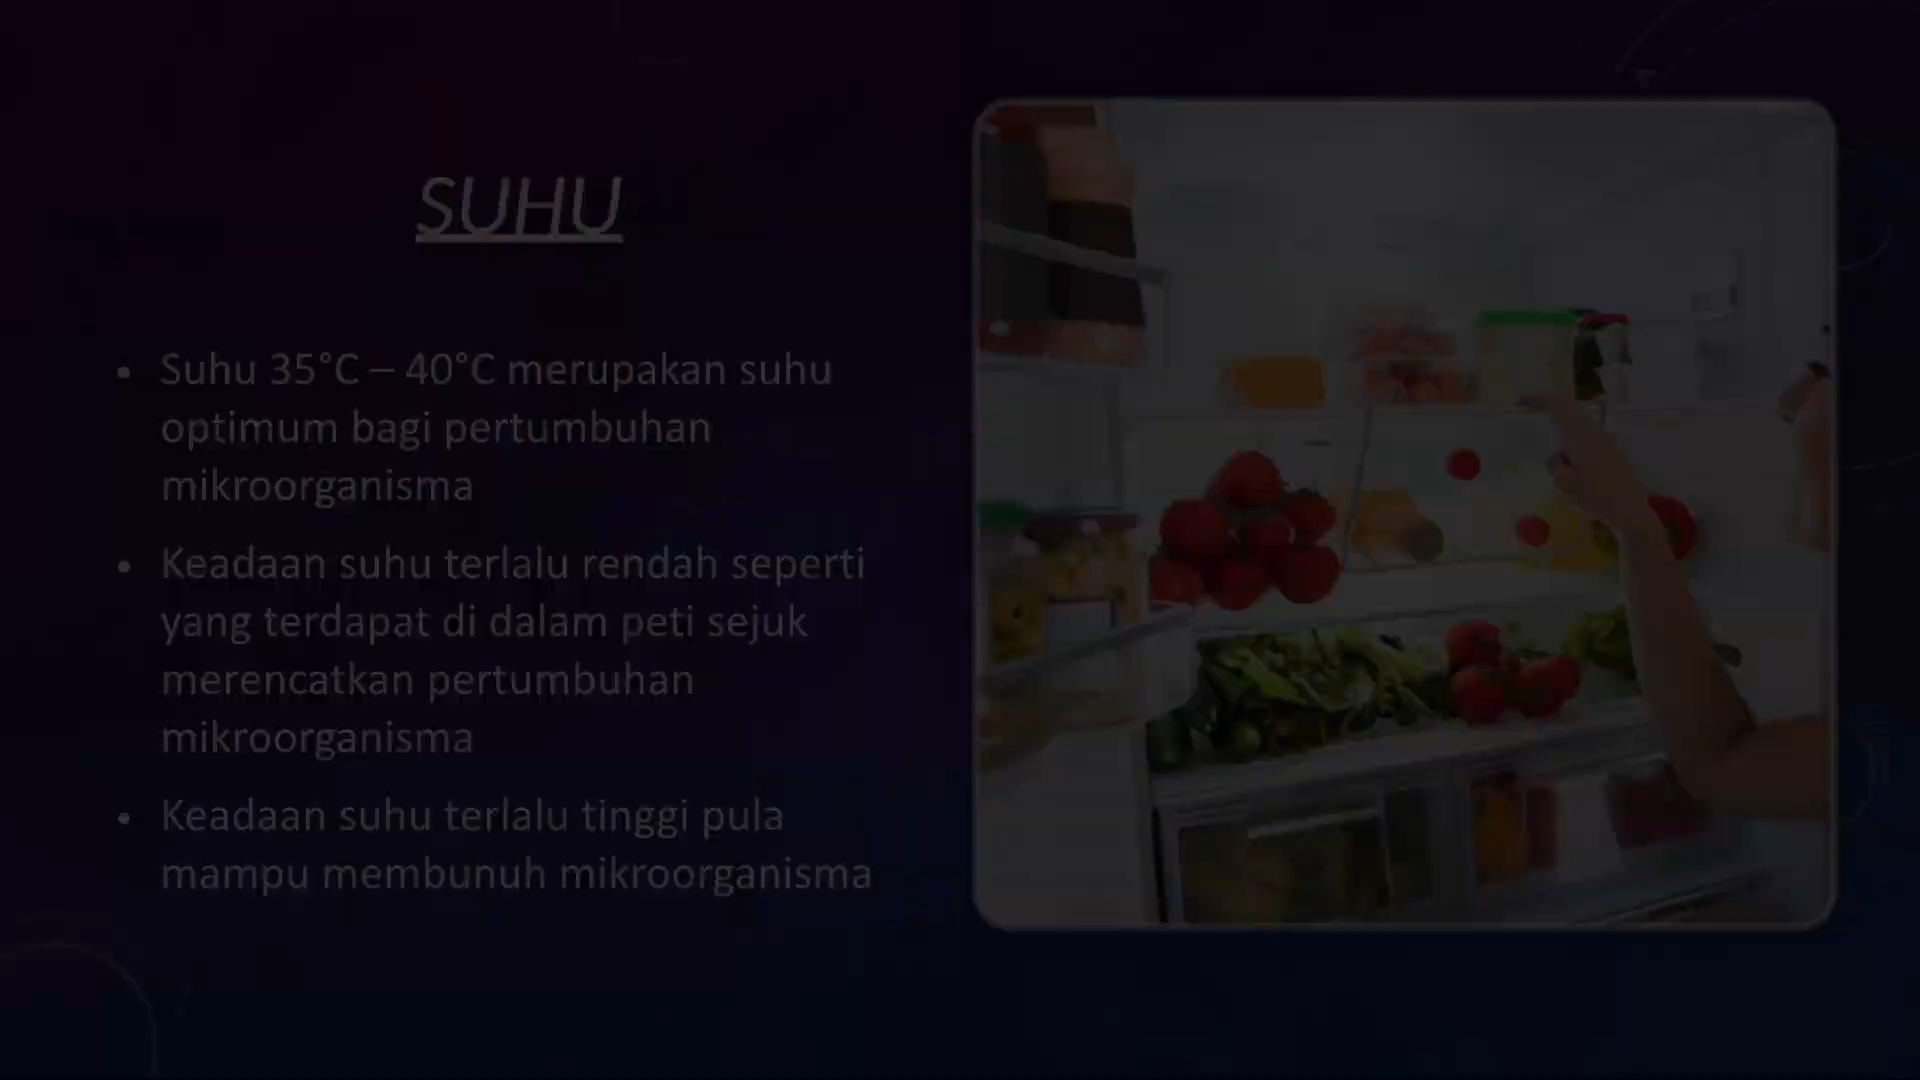 SUHU
• Suhu 35°C – 40°C merupakan suhu
optimum bagi pertumbuhan
mikroorganisma
• Keadaan suhu terlalu rendah seperti
yang terdapat di dalam peti sejuk
merencatkan pertumbuhan
mikroorganisma
• Keadaan suhu terlalu tinggi pula
mampu membunuh mikroorganisma